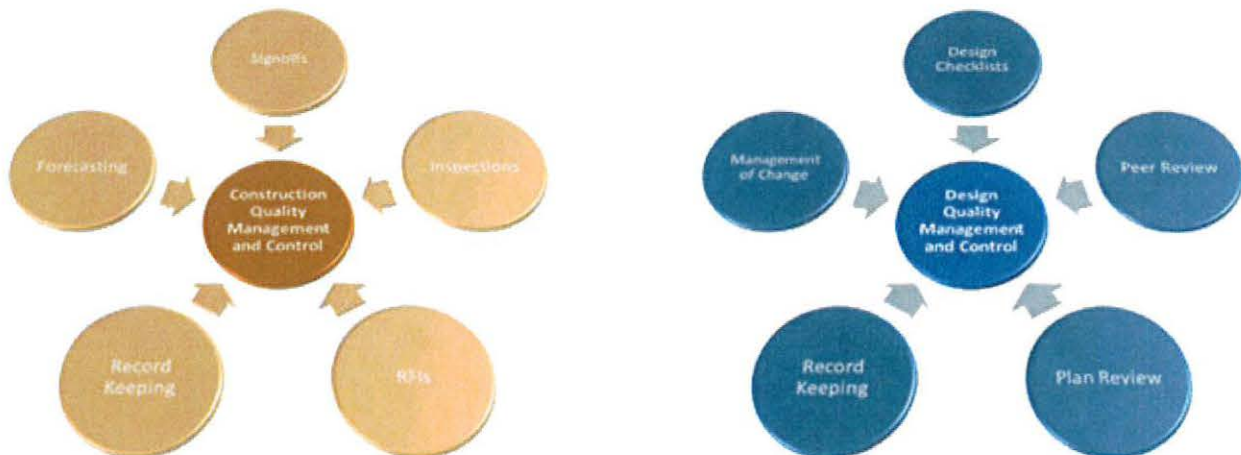 Signoffs
Forecasting
Inspections
Construction
Quality
Management
and Control
Record
Keeping
RFIs
Design
Checklists
Management
of Change
Peer Review
Design
Quality
Management
and Control
Record
Keeping
Plan Review